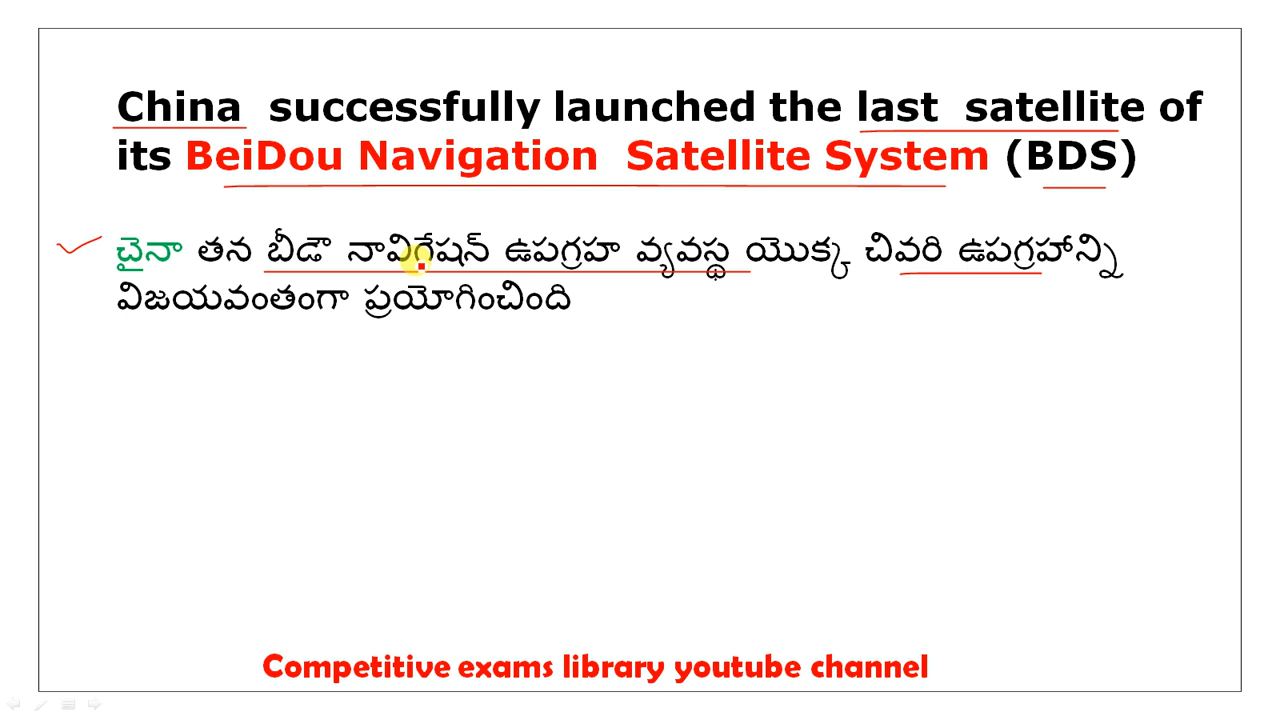 China successfully launched the last satellite of
its BeiDou Navigation Satellite System (BDS)
చైనా తన బీడౌ నావిగేషన్ ఉపగ్రహ వ్యవస్థ యొక్క చివరి ఉపగ్రహాన్ని
విజయవంతంగా ప్రయోగించింది
Competitive exams library youtube channel